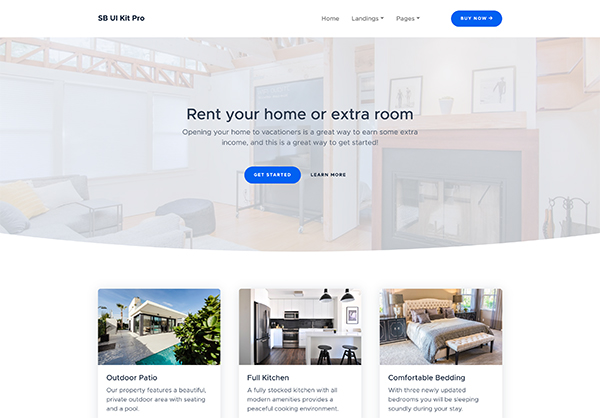 SB UI Kit Pro
Home Landings Pages BUY NOW
Rent your home or extra room
Opening your home to vacationers is a great way to earn some extra
income, and this is a great way to get started!
GET STARTED LEARN MORE
Outdoor Patio
Our property features a beautiful,
private outdoor area with seating
and a pool.
Full Kitchen
A fully stocked kitchen with all
modern amenities provides a
peaceful cooking environment.
Comfortable Bedding
With three newly updated
bedrooms you will be sleeping
soundly during your stay.